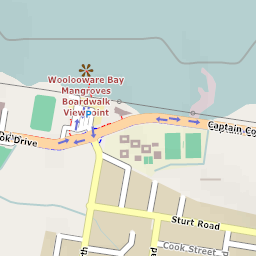 Woolooware Bay
Mangroves
Boardwalk
Viewpoint
P
Captain Co
ok Drive
Sturt Road
Cook Street